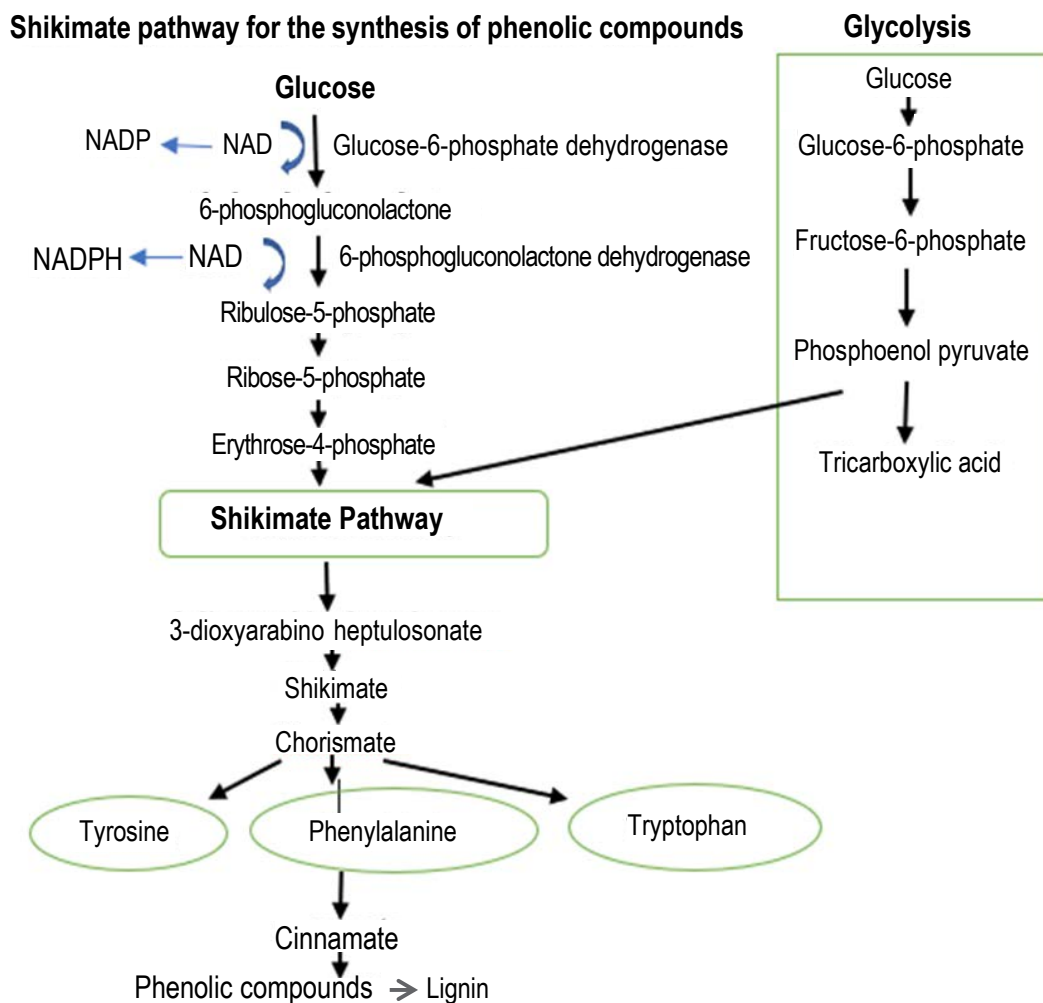 Shikimate pathway for the synthesis of phenolic compounds
Glucose
NADP
NAD
Glucose-6-phosphate dehydrogenase
6-phosphogluconolactone
NADPH
NAD
6-phosphogluconolactone dehydrogenase
Ribulose-5-phosphate
Ribose-5-phosphate
Erythrose-4-phosphate
Shikimate Pathway
3-dioxyarabino heptulosonate
Shikimate
Chorismate
Tyrosine
Phenylalanine
Tryptophan
Cinnamate
Phenolic compounds
Lignin
Glycolysis
Glucose
Glucose-6-phosphate
Fructose-6-phosphate
Phosphoenol pyruvate
Tricarboxylic acid